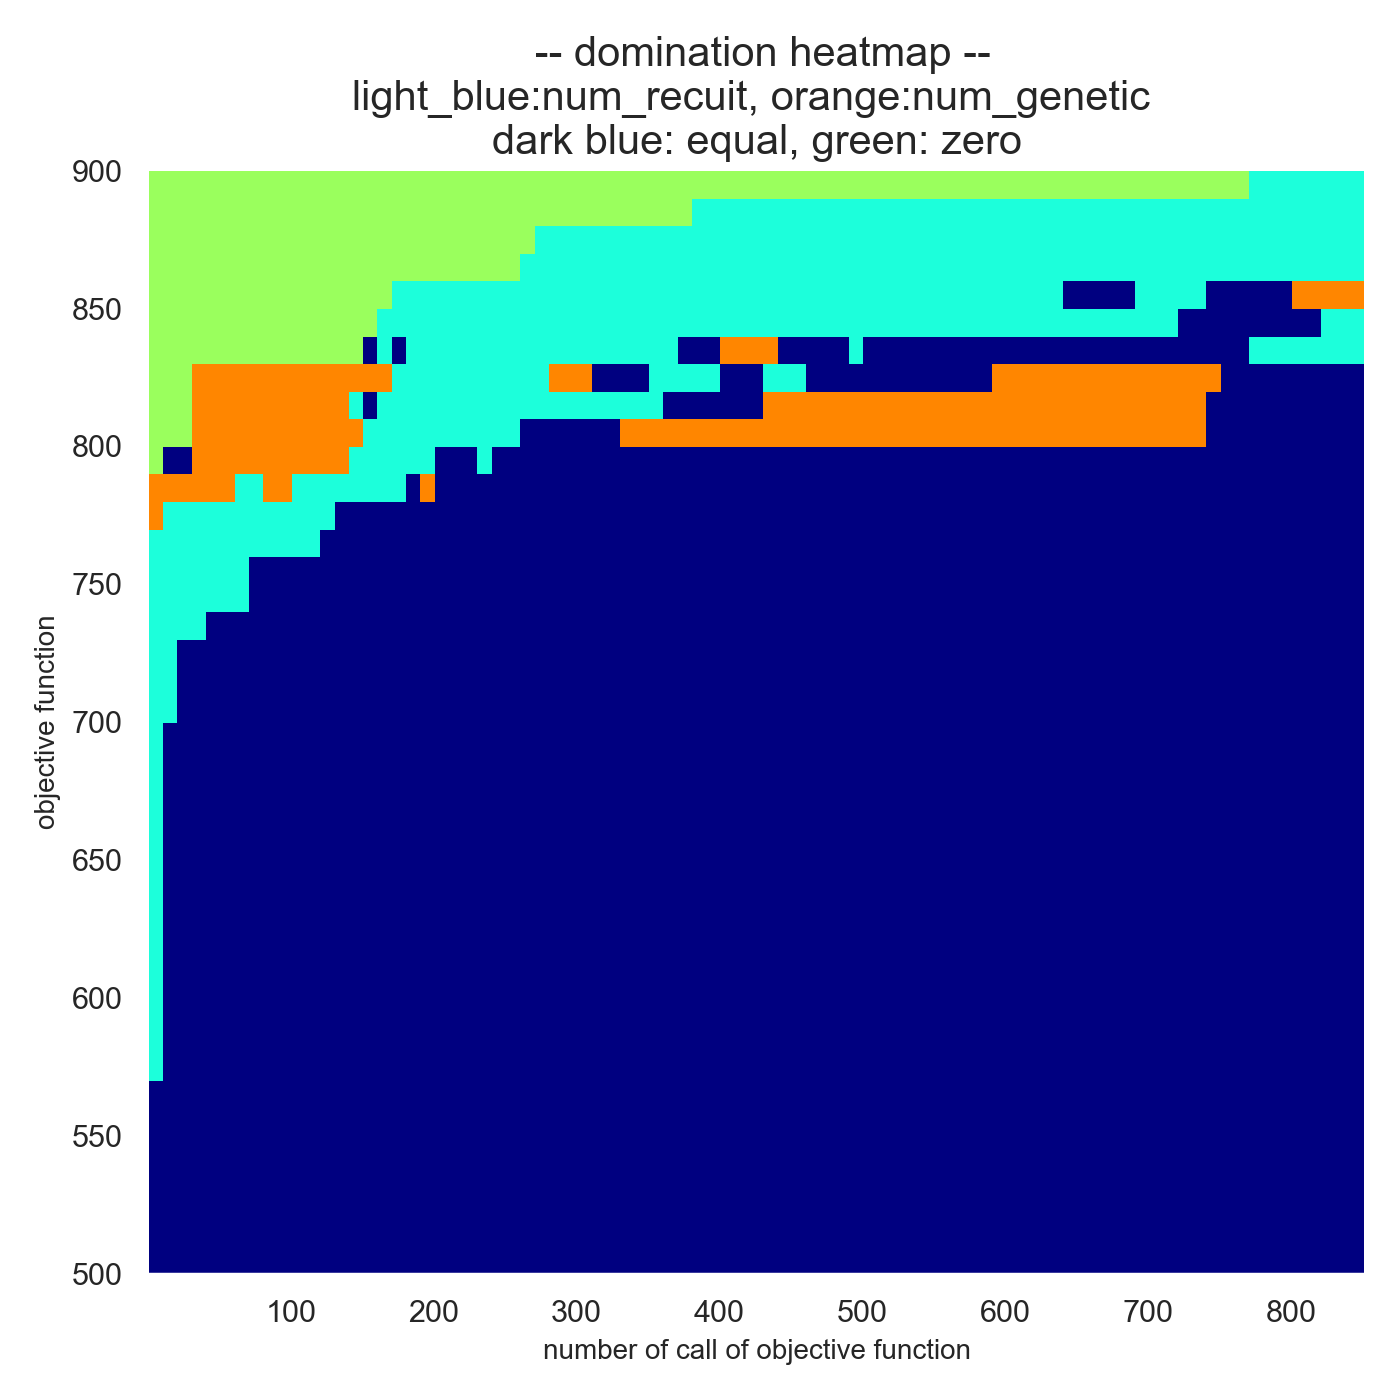 -- domination heatmap --
light_blue:num_recuit, orange:num_genetic
dark blue: equal, green: zero
900
850
800
750
700
650
600
550
500
objective function
100 200 300 400 500 600 700 800
number of call of objective function